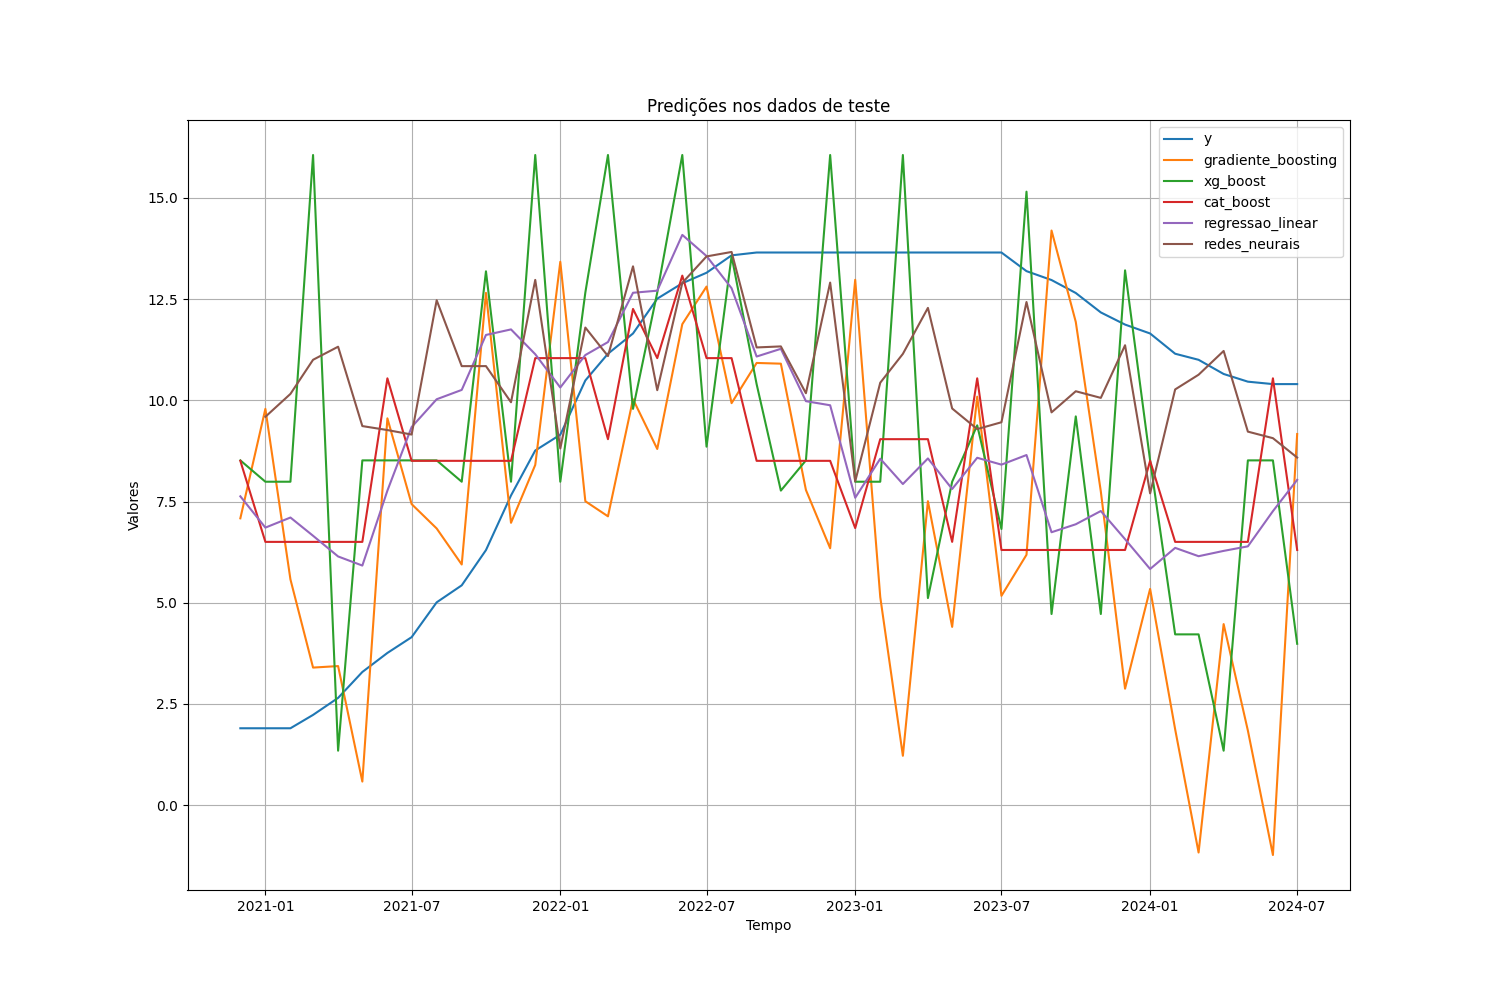 Predições nos dados de teste
y
gradiente_boosting
xg_boost
cat_boost
regressao_linear
redes_neurais
15.0
12.5
10.0
7.5
5.0
2.5
0.0
Valores
2021-01 2021-07 2022-01 2022-07 2023-01 2023-07 2024-01 2024-07
Tempo